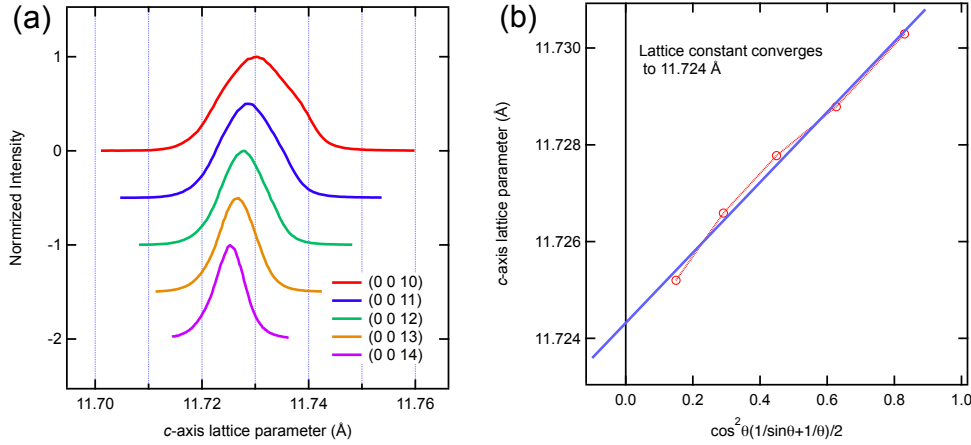 (a)
Normrized Intensity
1
0
-1
-2
(0 0 10)
(0 0 11)
(0 0 12)
(0 0 13)
(0 0 14)
11.70
11.72
11.74
11.76
c-axis lattice parameter (Å)
(b)
c-axis lattice parameter (Å)
11.730
11.728
11.726
11.724
Lattice constant converges
to 11.724 Å
0.0
0.2
0.4
0.6
0.8
1.0
cos²θ(1/sinθ+1/θ)/2